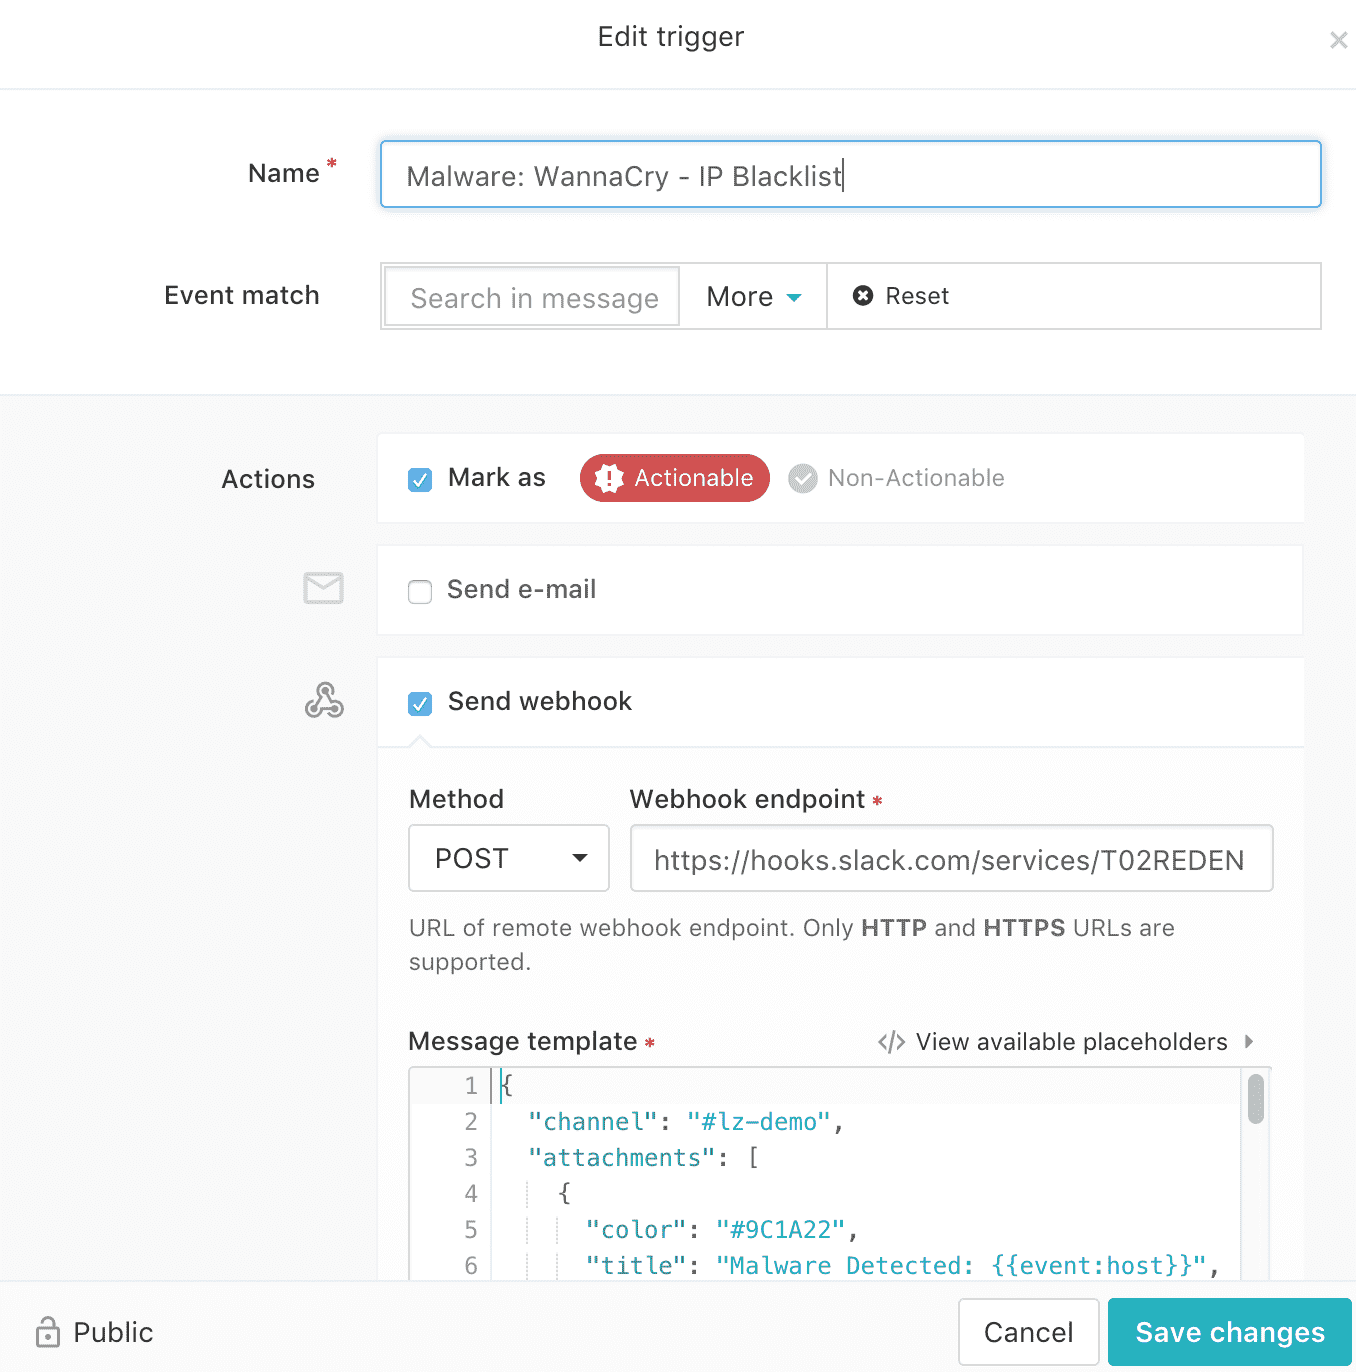 Edit trigger
Name *
Malware: WannaCry - IP Blacklist
Event match
Search in message
More
Reset
Actions
Mark as
Actionable
Non-Actionable
Send e-mail
Send webhook
Method
Webhook endpoint *
POST
https://hooks.slack.com/services/T02REDEN
URL of remote webhook endpoint. Only HTTP and HTTPS URLs are
supported.
Message template *
</> View available placeholders
1 {
2 "channel": "#lz-demo",
3 "attachments": [
4 {
5 "color": "#9C1A22",
6 "title": "Malware Detected: {{event:host}}",
Public
Cancel
Save changes